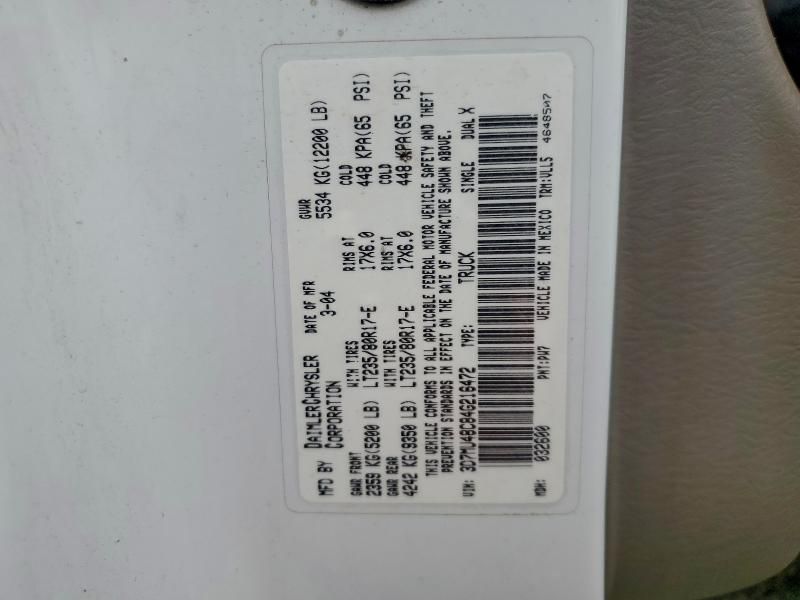 MFD BY DAIMLERCHRYSLER CORPORATION DATE OF MFR 3-04 GVWR 5534 KG(12200 LB)
GAWR FRONT WITH TIRES RIMS AT COLD
2359 KG(5200 LB) LT235/80R17-E 17X6.0 448 KPA(65 PSI)
GAWR REAR WITH TIRES RIMS AT COLD
4242 KG(9350 LB) LT235/80R17-E 17X6.0 448 KPA(65 PSI)
THIS VEHICLE CONFORMS TO ALL APPLICABLE FEDERAL MOTOR VEHICLE SAFETY AND THEFT
PREVENTION STANDARDS IN EFFECT ON THE DATE OF MANUFACTURE SHOWN ABOVE.
VIN: 3D7MU48C84G216472 TYPE: TRUCK SINGLE DUAL X
MDH: 032600 PNT:PW7 VEHICLE MADE IN MEXICO TRM:VLL5
4648507